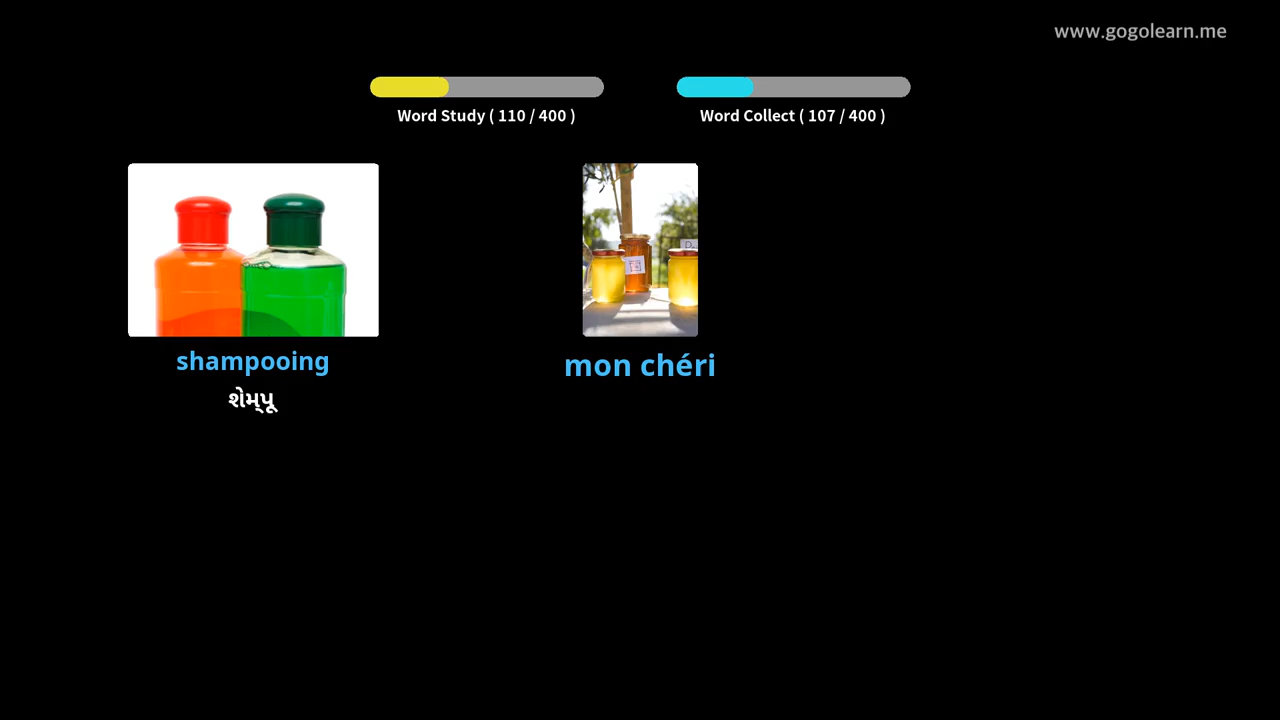 www.gogolearn.me
Word Study ( 110 / 400 )
Word Collect ( 107 / 400 )
shampooing
શેમ્પૂ
mon chéri